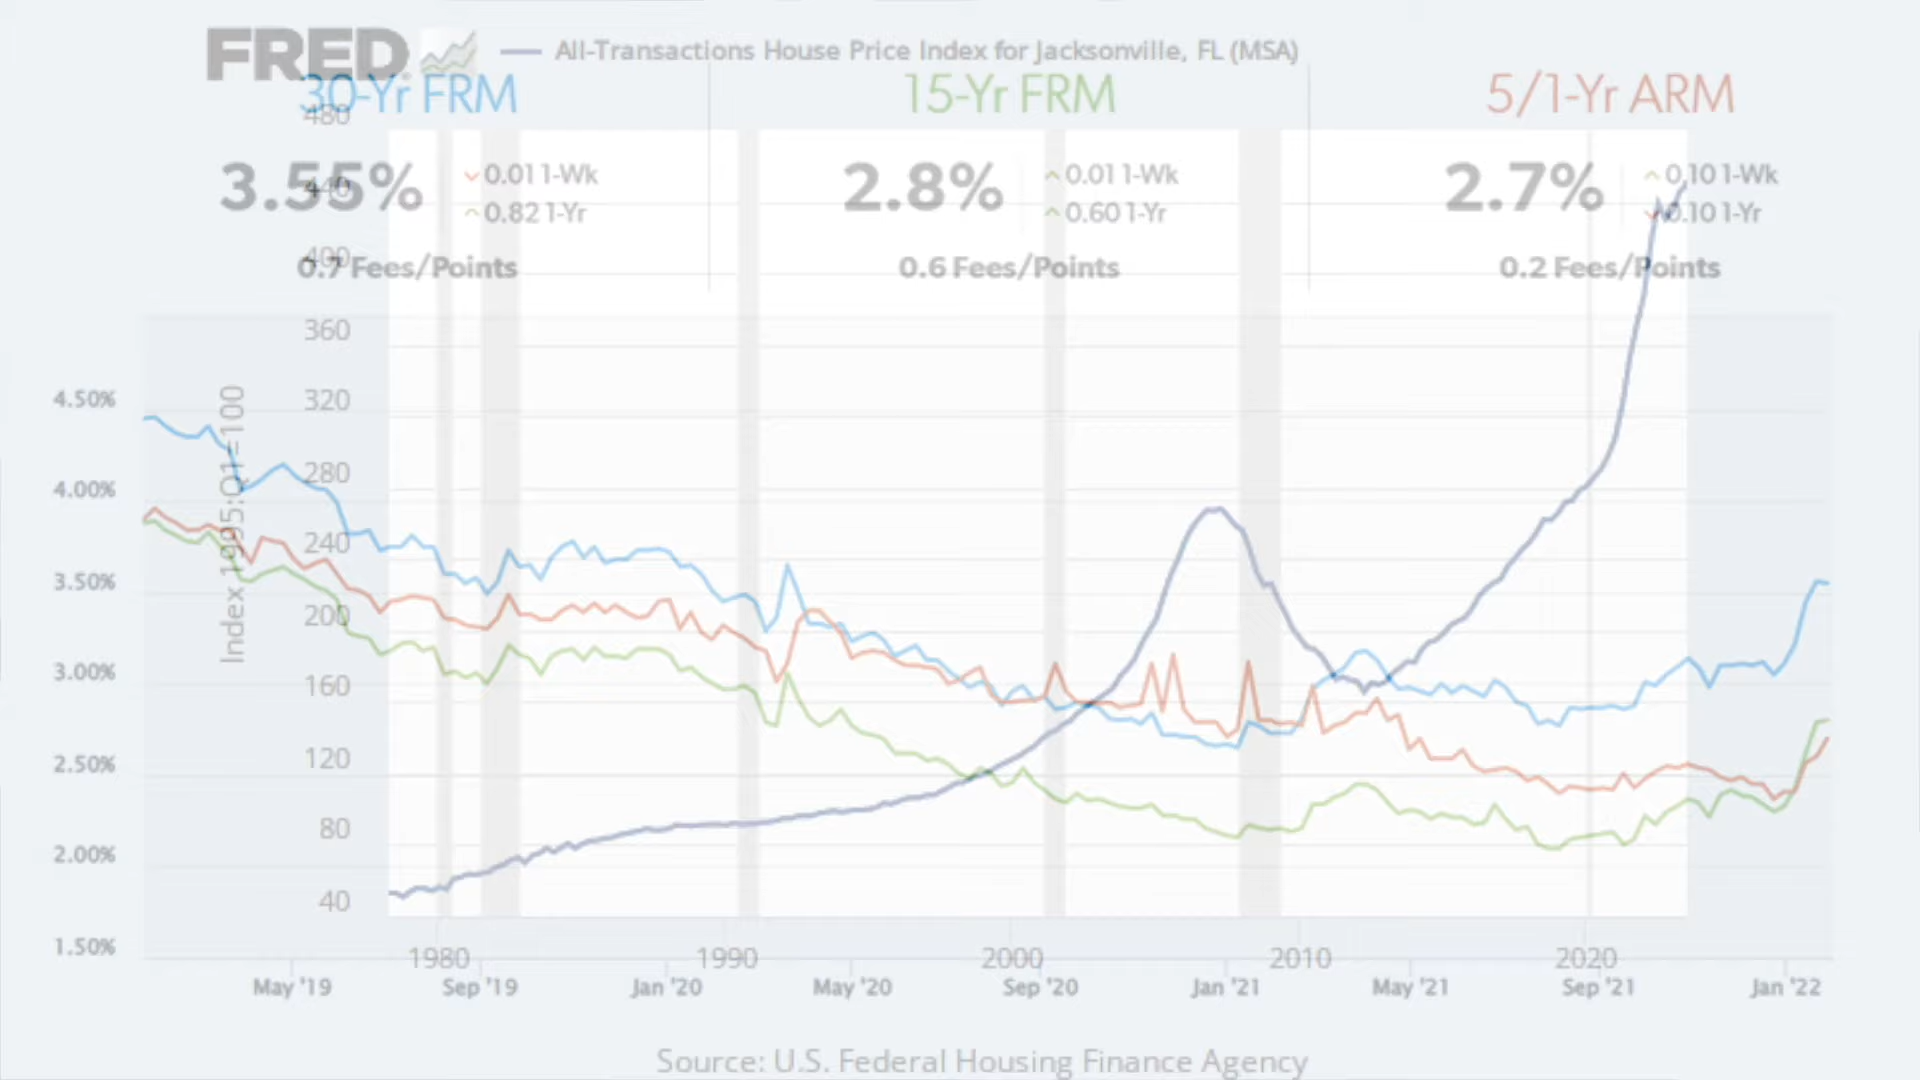 FRED
All-Transactions House Price Index for Jacksonville, FL (MSA)
30-Yr FRM
15-Yr FRM
5/1-Yr ARM
3.55%
0.01 1-Wk
0.82 1-Yr
0.7 Fees/Points
2.8%
0.01 1-Wk
0.60 1-Yr
0.6 Fees/Points
2.7%
0.10 1-Wk
0.10 1-Yr
0.2 Fees/Points
Index 1995:Q1=100
480
440
400
360
320
280
240
200
160
120
80
40
4.50%
4.00%
3.50%
3.00%
2.50%
2.00%
1.50%
1980
1990
2000
2010
2020
May '19
Sep '19
Jan '20
May '20
Sep '20
Jan '21
May '21
Sep '21
Jan '22
Source: U.S. Federal Housing Finance Agency